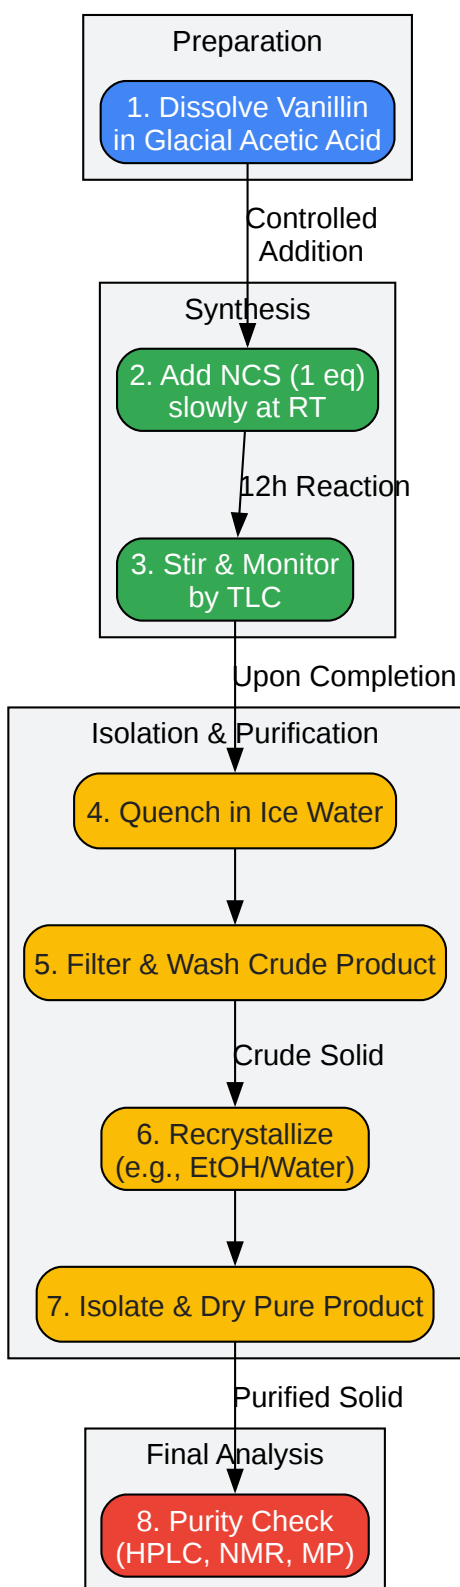 Preparation
1. Dissolve Vanillin
in Glacial Acetic Acid
Controlled
Addition
Synthesis
2. Add NCS (1 eq)
slowly at RT
12h Reaction
3. Stir & Monitor
by TLC
Upon Completion
Isolation & Purification
4. Quench in Ice Water
5. Filter & Wash Crude Product
Crude Solid
6. Recrystallize
(e.g., EtOH/Water)
7. Isolate & Dry Pure Product
Purified Solid
Final Analysis
8. Purity Check
(HPLC, NMR, MP)